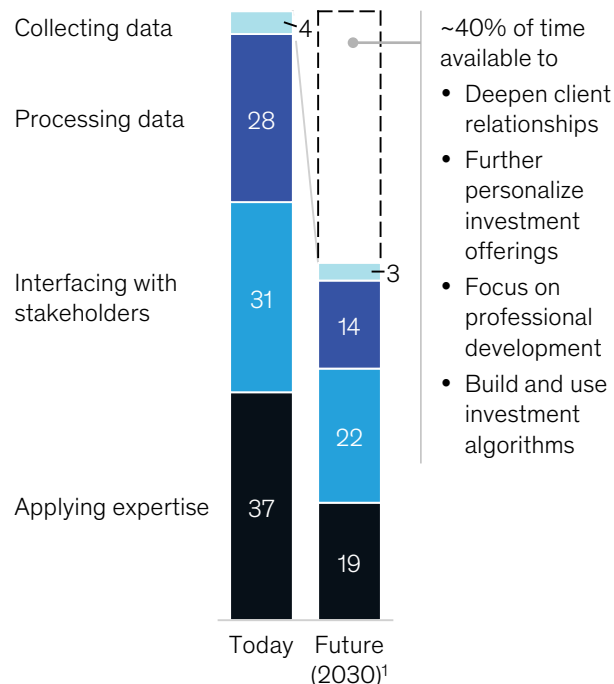 Collecting data
4
Processing data
28
Interfacing with
stakeholders
31
Applying expertise
37
3
14
22
19
Today
Future
(2030)¹
~40% of time
available to
• Deepen client
relationships
• Further
personalize
investment
offerings
• Focus on
professional
development
• Build and use
investment
algorithms